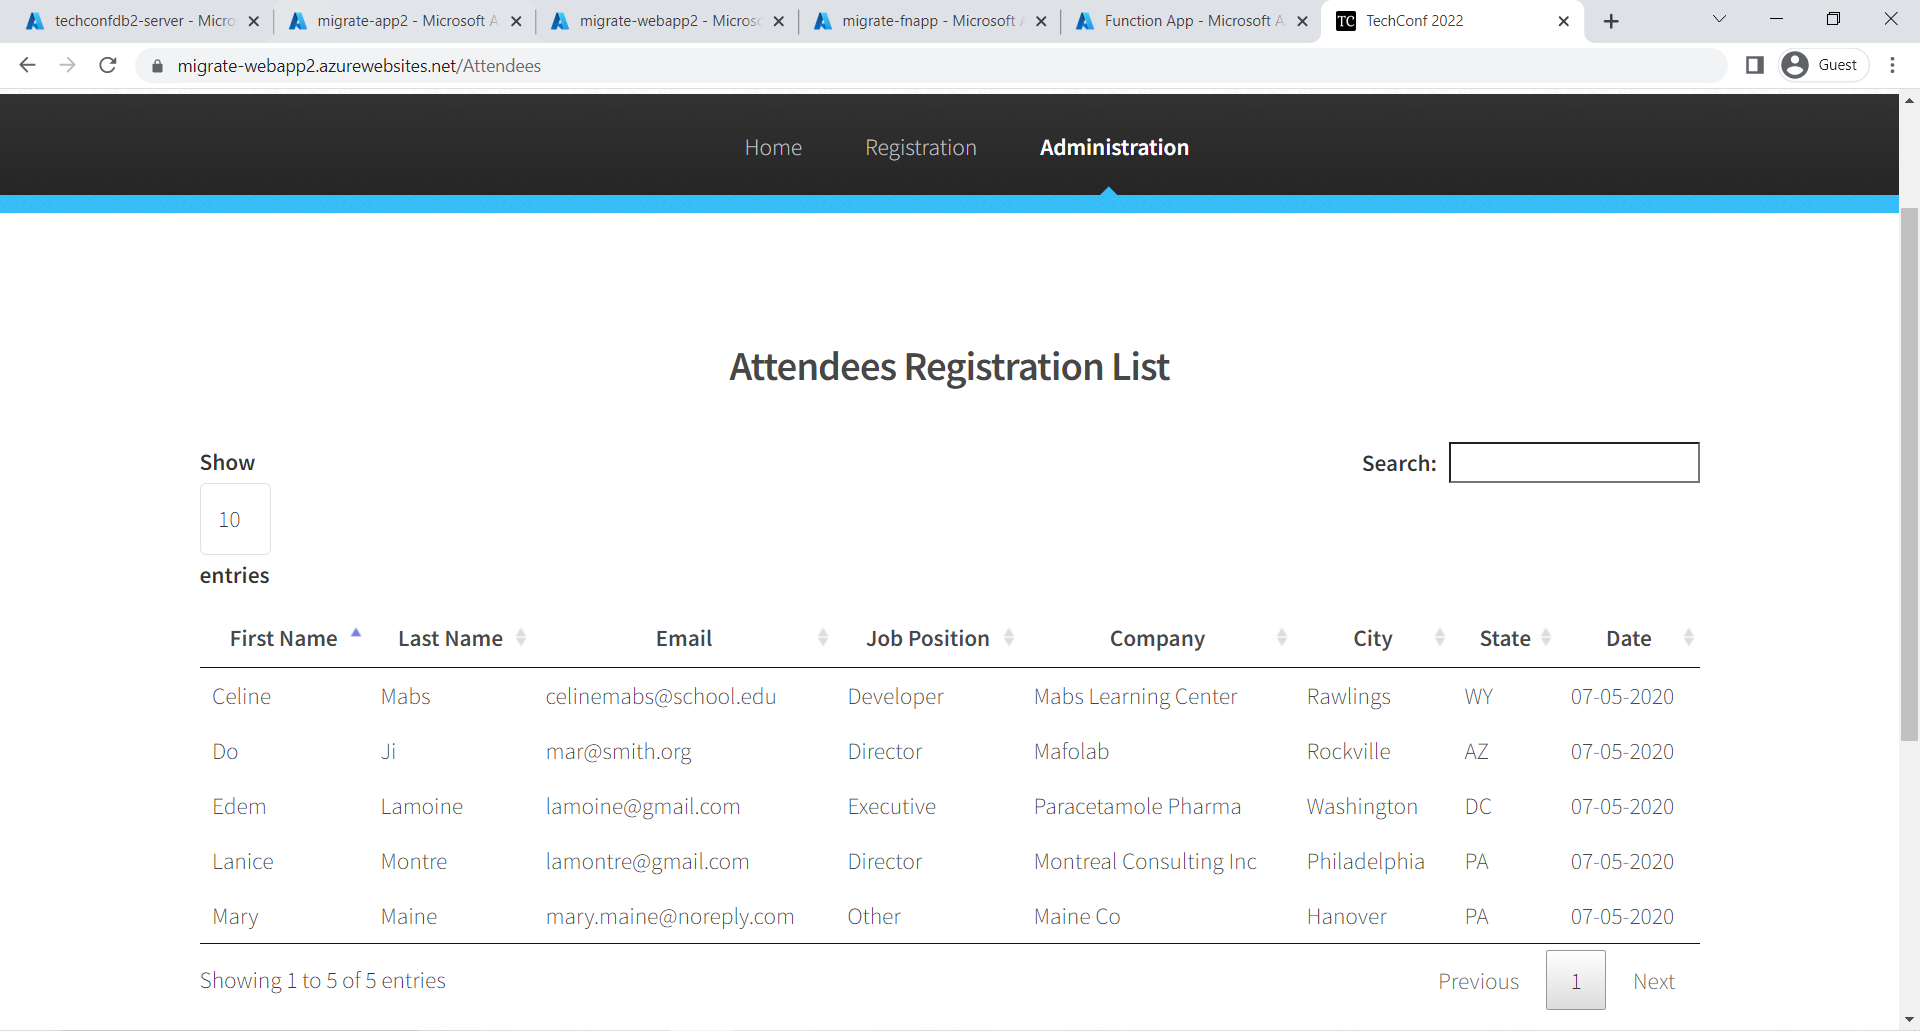 techconfdb2-server - Micro
migrate-app2 - Microsoft A
migrate-webapp2 - Microsc
migrate-fnapp - Microsoft A
Function App - Microsoft A
TC TechConf 2022
migrate-webapp2.azurewebsites.net/Attendees
Guest
Home Registration Administration
Attendees Registration List
Show
Search:
10
entries
First Name Last Name Email Job Position Company City State Date
Celine Mabs celinemabs@school.edu Developer Mabs Learning Center Rawlings WY 07-05-2020
Do Ji mar@smith.org Director Mafolab Rockville AZ 07-05-2020
Edem Lamoine lamoine@gmail.com Executive Paracetamole Pharma Washington DC 07-05-2020
Lanice Montre lamontre@gmail.com Director Montreal Consulting Inc Philadelphia PA 07-05-2020
Mary Maine mary.maine@noreply.com Other Maine Co Hanover PA 07-05-2020
Showing 1 to 5 of 5 entries
Previous 1 Next